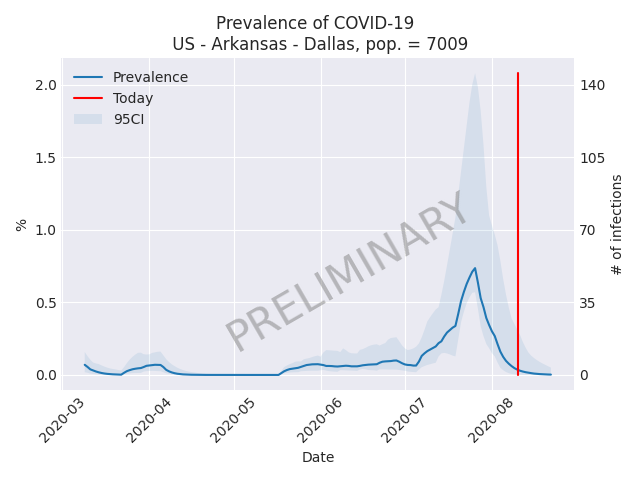 Prevalence of COVID-19
US - Arkansas - Dallas, pop. = 7009
Prevalence
Today
95CI
2.0
1.5
1.0
0.5
0.0
%
140
105
70
35
0
# of infections
PRELIMINARY
2020-03
2020-04
2020-05
2020-06
2020-07
2020-08
Date